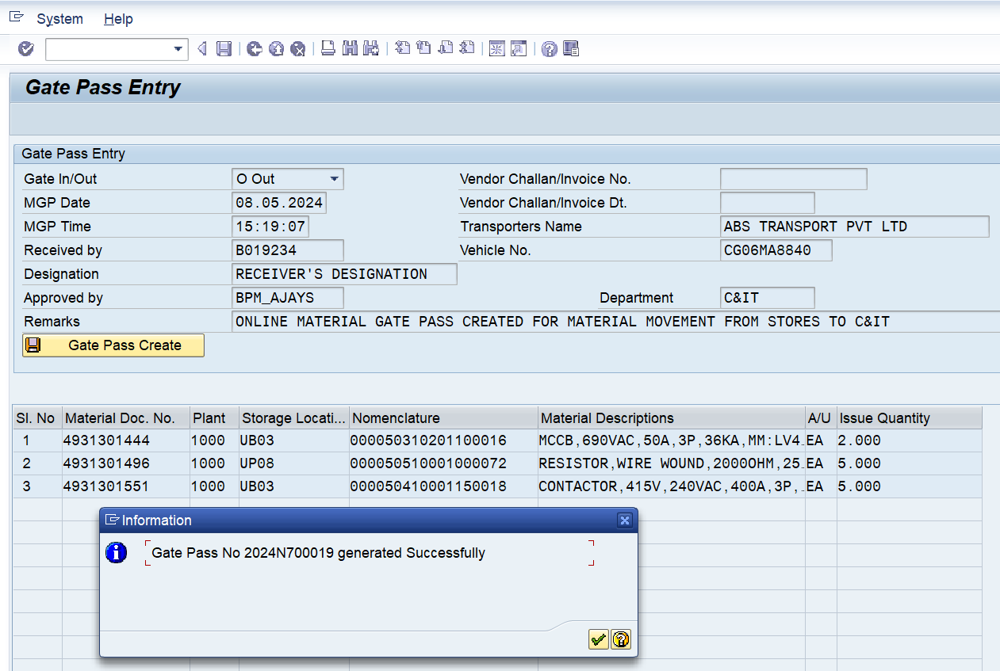 System Help
Gate Pass Entry
Gate Pass Entry
Gate In/Out O Out Vendor Challan/Invoice No.
MGP Date 08.05.2024 Vendor Challan/Invoice Dt.
MGP Time 15:19:07 Transporters Name ABS TRANSPORT PVT LTD
Received by B019234 Vehicle No. CG06MA8840
Designation RECEIVER'S DESIGNATION
Approved by BPM_AJAYS Department C&IT
Remarks ONLINE MATERIAL GATE PASS CREATED FOR MATERIAL MOVEMENT FROM STORES TO C&IT
Gate Pass Create
Sl. No Material Doc. No. Plant Storage Locati... Nomenclature Material Descriptions A/U Issue Quantity
1 4931301444 1000 UB03 000050310201100016 MCCB,690VAC,50A,3P,36KA,MM:LV4… EA 2.000
2 4931301496 1000 UP08 000050510001000072 RESISTOR,WIRE WOUND,2000OHM,25… EA 5.000
3 4931301551 1000 UB03 000050410001150018 CONTACTOR,415V,240VAC,400A,3P,… EA 5.000
Information
Gate Pass No 2024N700019 generated Successfully